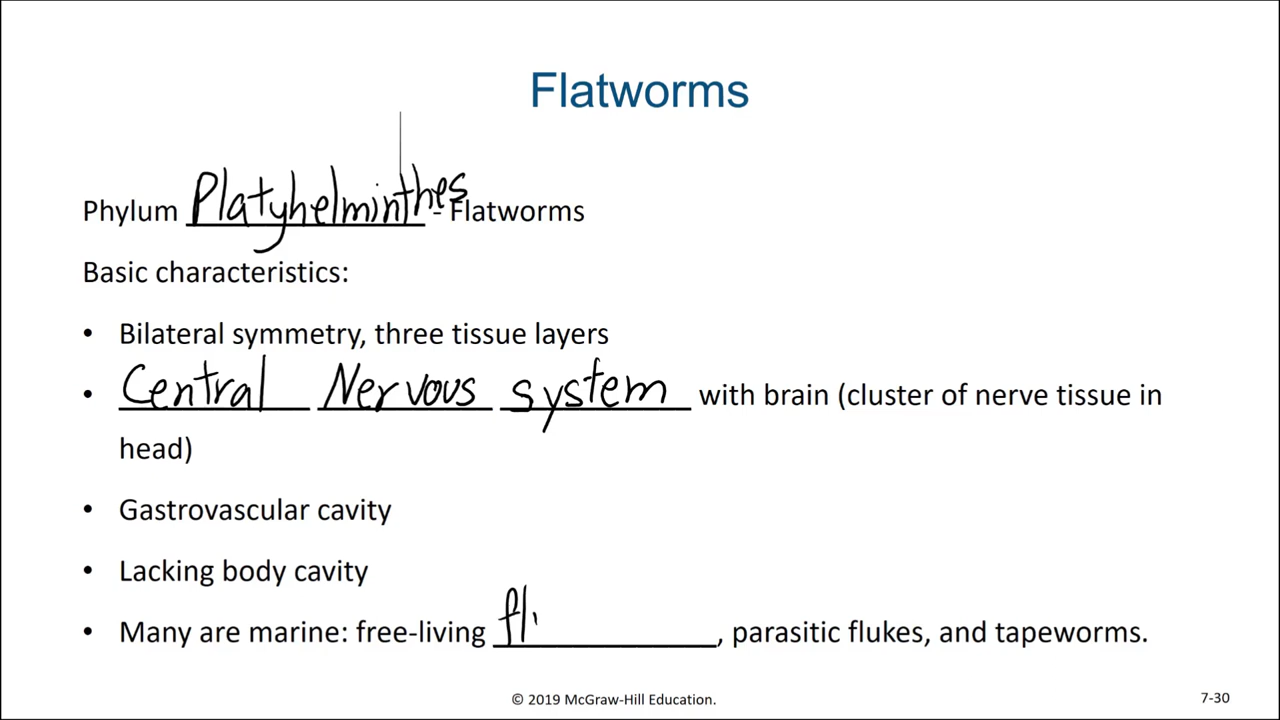 Flatworms
Phylum Platyhelminthes - Flatworms
Basic characteristics:
• Bilateral symmetry, three tissue layers
• Central Nervous system with brain (cluster of nerve tissue in
head)
• Gastrovascular cavity
• Lacking body cavity
• Many are marine: free-living , parasitic flukes, and tapeworms.
© 2019 McGraw-Hill Education.
7-30